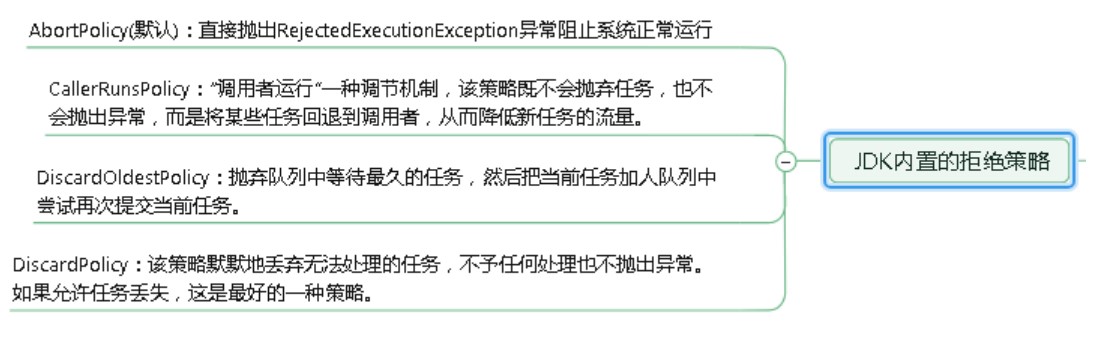 AbortPolicy(默认)：直接抛出RejectedExecutionException异常阻止系统正常运行
CallerRunsPolicy："调用者运行"一种调节机制，该策略既不会抛弃任务，也不
会抛出异常，而是将某些任务回退到调用者，从而降低新任务的流量。
DiscardOldestPolicy：抛弃队列中等待最久的任务，然后把当前任务加人队列中
尝试再次提交当前任务。
DiscardPolicy：该策略默默地丢弃无法处理的任务，不予任何处理也不抛出异常。
如果允许任务丢失，这是最好的一种策略。
JDK内置的拒绝策略